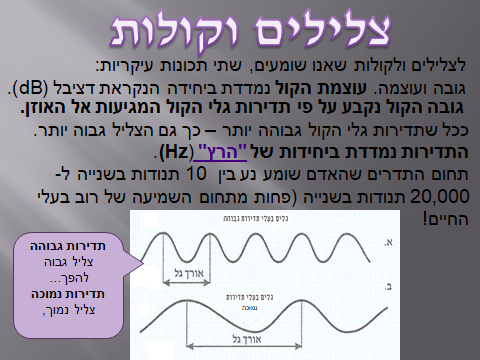 צלילים וקולות
לצלילים ולקולות שאנו שומעים, שתי תכונות עיקריות:
גובה ועוצמה. עוצמת הקול נמדדת ביחידה הנקראת דציבל (dB).
גובה הקול נקבע על פי תדירות גלי הקול המגיעות אל האוזן.
ככל שתדירות גלי הקול גבוהה יותר – כך גם הצליל גבוה יותר.
התדירות נמדדת ביחידות של "הרץ" (Hz).
תחום התדרים שהאדם שומע נע בין 10 תנודות בשנייה ל-
20,000 תנודות בשנייה (פחות מתחום השמיעה של רוב בעלי
החיים!
גלים בעלי תדירות גבוהה
א.
אורך גל
גלים בעלי תדירות
נמוכה
ב.
אורך גל
תדירות גבוהה
צליל גבוה
להפך...
תדירות נמוכה
צליל נמוך,